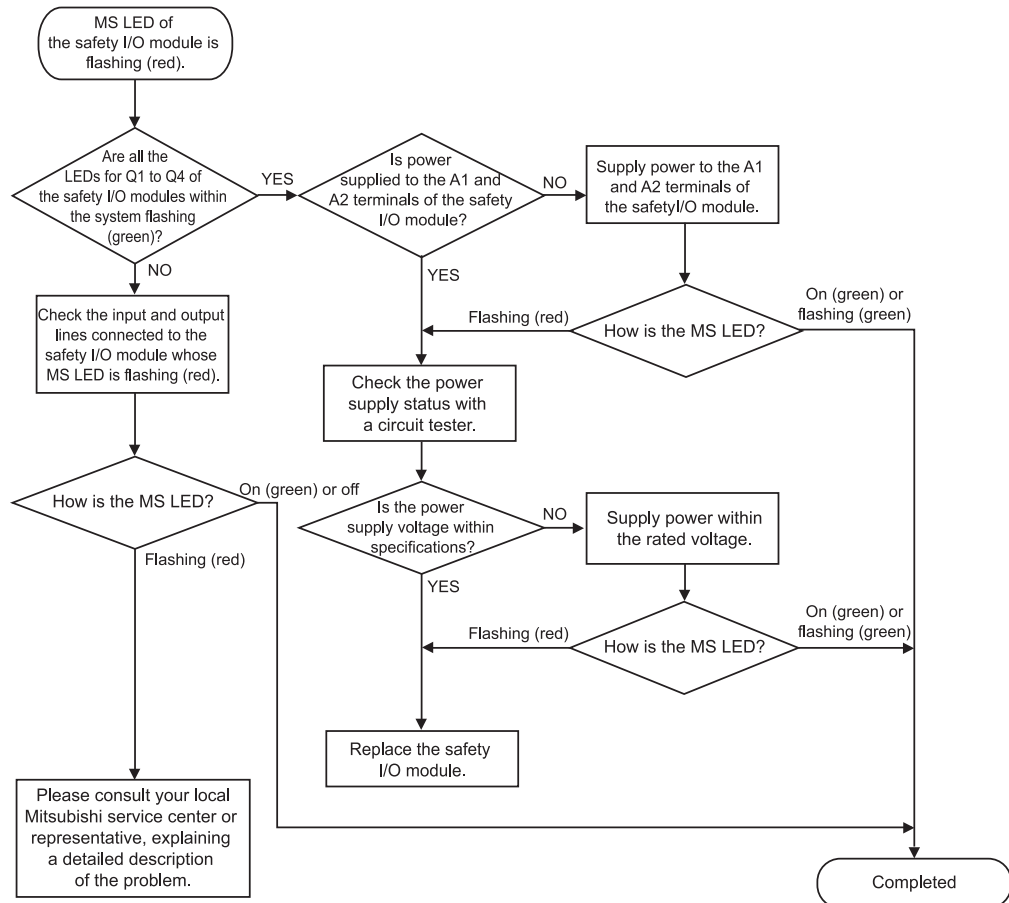 MS LED of
the safety I/O module is
flashing (red).
Are all the
LEDs for Q1 to Q4 of
the safety I/O modules within
the system flashing
(green)?
YES
NO
Is power
supplied to the A1 and
A2 terminals of the safety
I/O module?
NO
YES
Supply power to the A1
and A2 terminals of
the safetyI/O module.
Check the input and output
lines connected to the
safety I/O module whose
MS LED is flashing (red).
Flashing (red)
How is the MS LED?
On (green) or
flashing (green)
Check the power
supply status with
a circuit tester.
How is the MS LED?
On (green) or off
Flashing (red)
Is the power
supply voltage within
specifications?
NO
YES
Supply power within
the rated voltage.
Flashing (red)
How is the MS LED?
On (green) or
flashing (green)
Replace the safety
I/O module.
Please consult your local
Mitsubishi service center or
representative, explaining
a detailed description
of the problem.
Completed